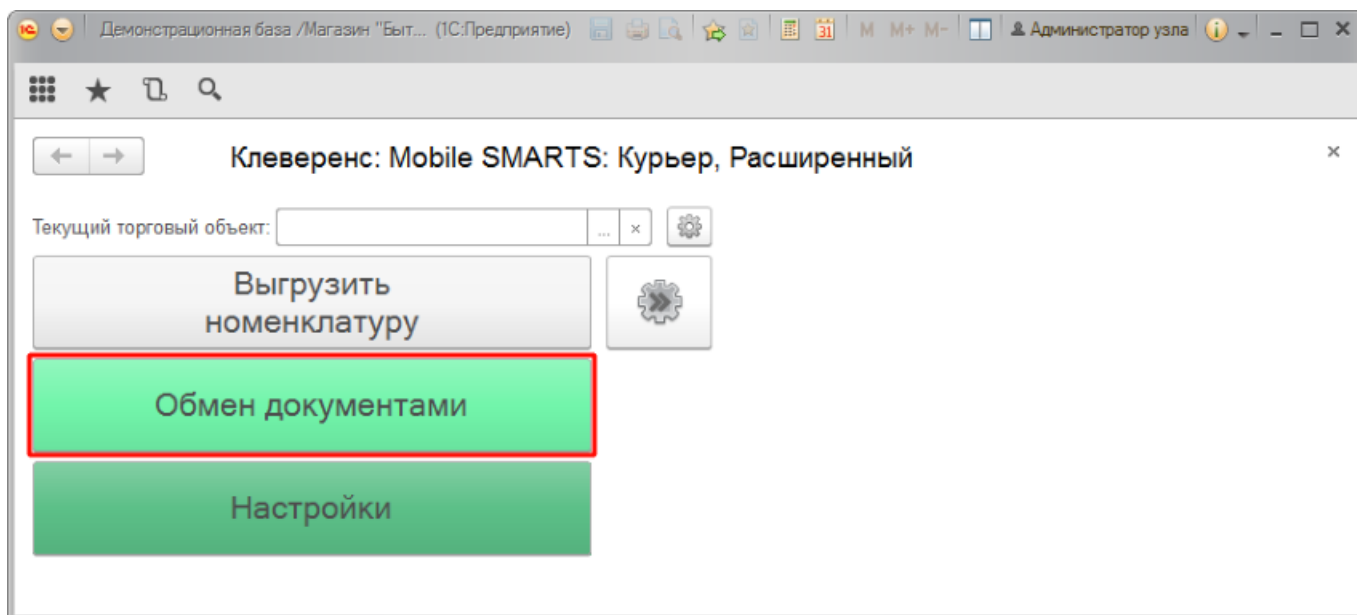 Демонстрационная база /Магазин "Быт... (1С:Предприятие) 31 M M+ M- Администратор узла
Клеверенс: Mobile SMARTS: Курьер, Расширенный
Текущий торговый объект:
Выгрузить
номенклатуру
Обмен документами
Настройки